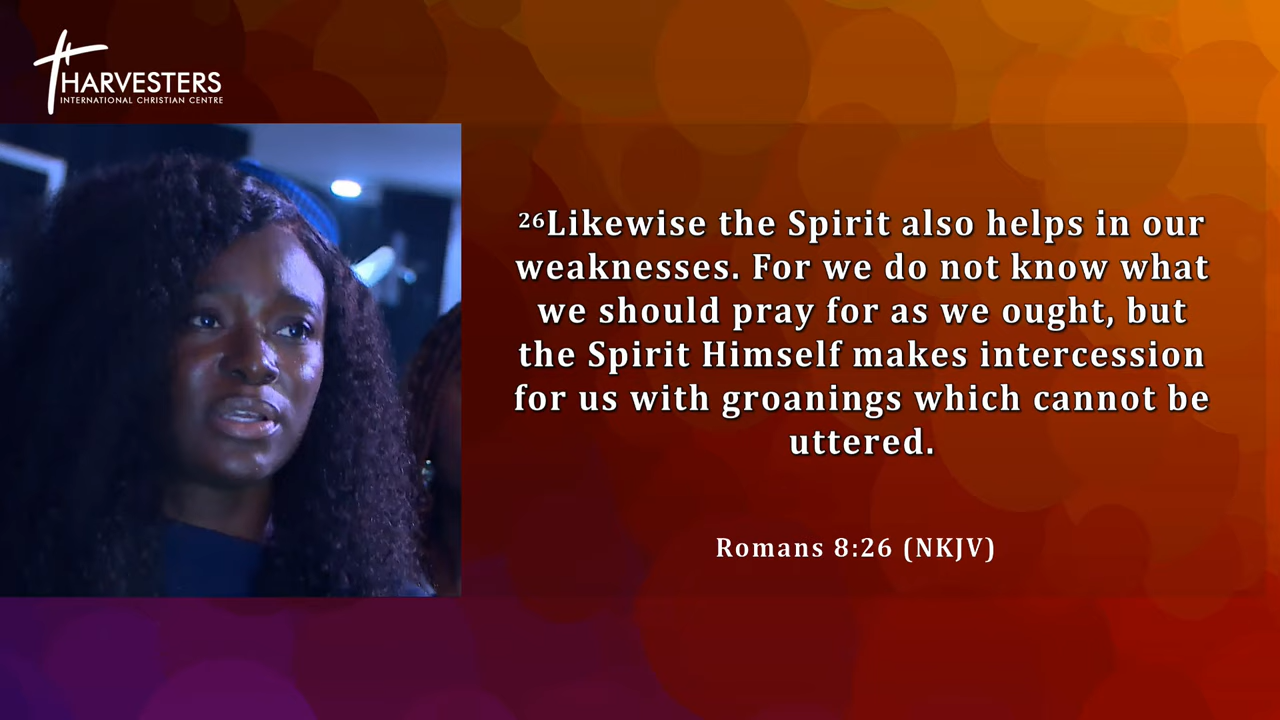 HARVESTERS
INTERNATIONAL CHRISTIAN CENTRE
26Likewise the Spirit also helps in our
weaknesses. For we do not know what
we should pray for as we ought, but
the Spirit Himself makes intercession
for us with groanings which cannot be
uttered.
Romans 8:26 (NKJV)